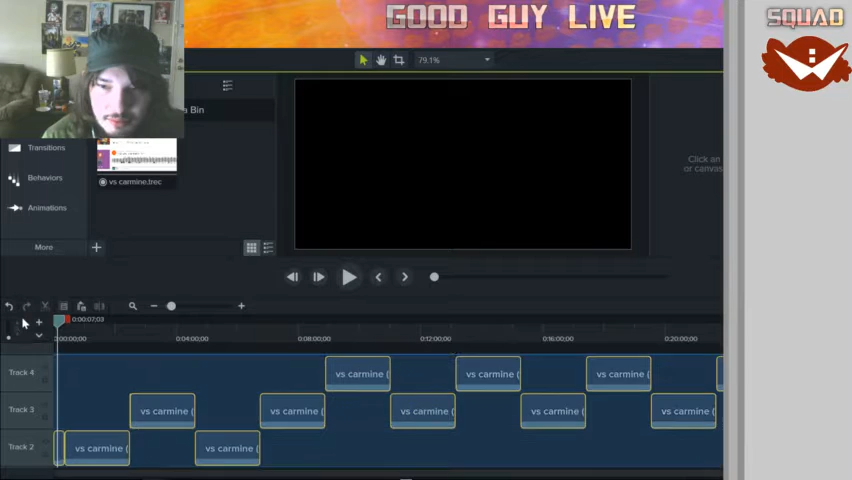 GOOD GUY LIVE
SQUAD
79.1%
a Bin
Transitions
Behaviors
Animations
More
vs carmine.trec
Click an
or canvas
0:00:07;03
0:00:00;00
0:04:00;00
0:08:00;00
0:12:00;00
0:16:00;00
0:20:00;00
Track 4
vs carmine (
vs carmine (
vs carmine (
Track 3
vs carmine (
vs carmine (
vs carmine (
vs carmine (
vs carmine (
Track 2
vs carmine (
vs carmine (